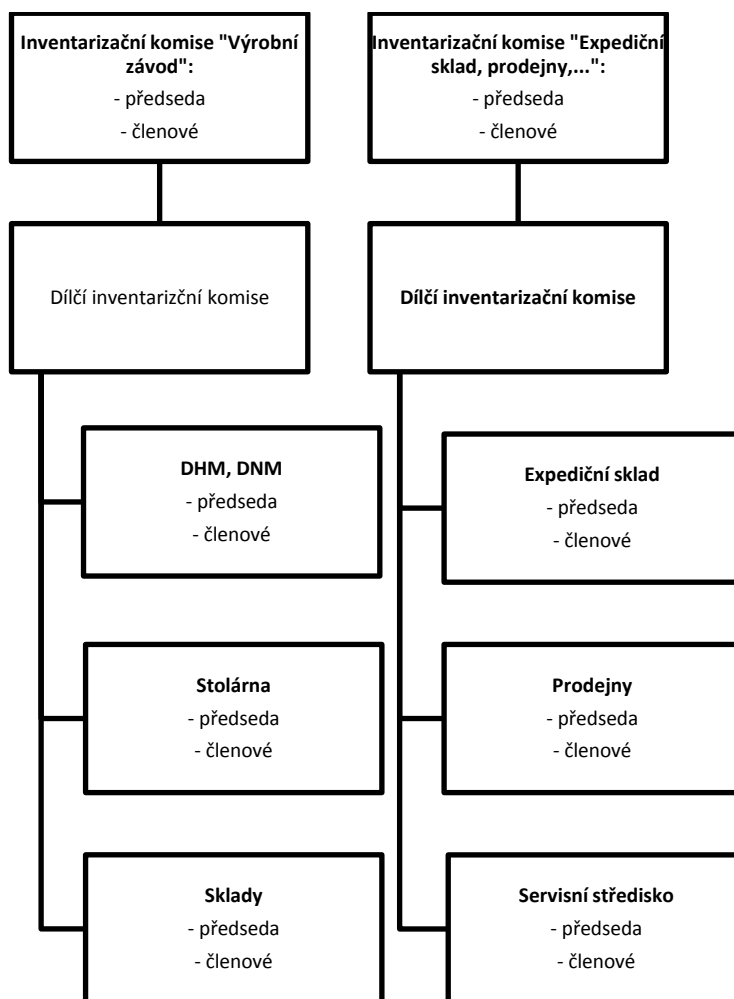 Inventarizační komise "Výrobní
závod":
- předseda
- členové
Dílčí inventarizční komise
DHM, DNM
- předseda
- členové
Stolárna
- předseda
- členové
Sklady
- předseda
- členové
Inventarizační komise "Expediční
sklad, prodejny,...":
- předseda
- členové
Dílčí inventarizační komise
Expediční sklad
- předseda
- členové
Prodejny
- předseda
- členové
Servisní středisko
- předseda
- členové